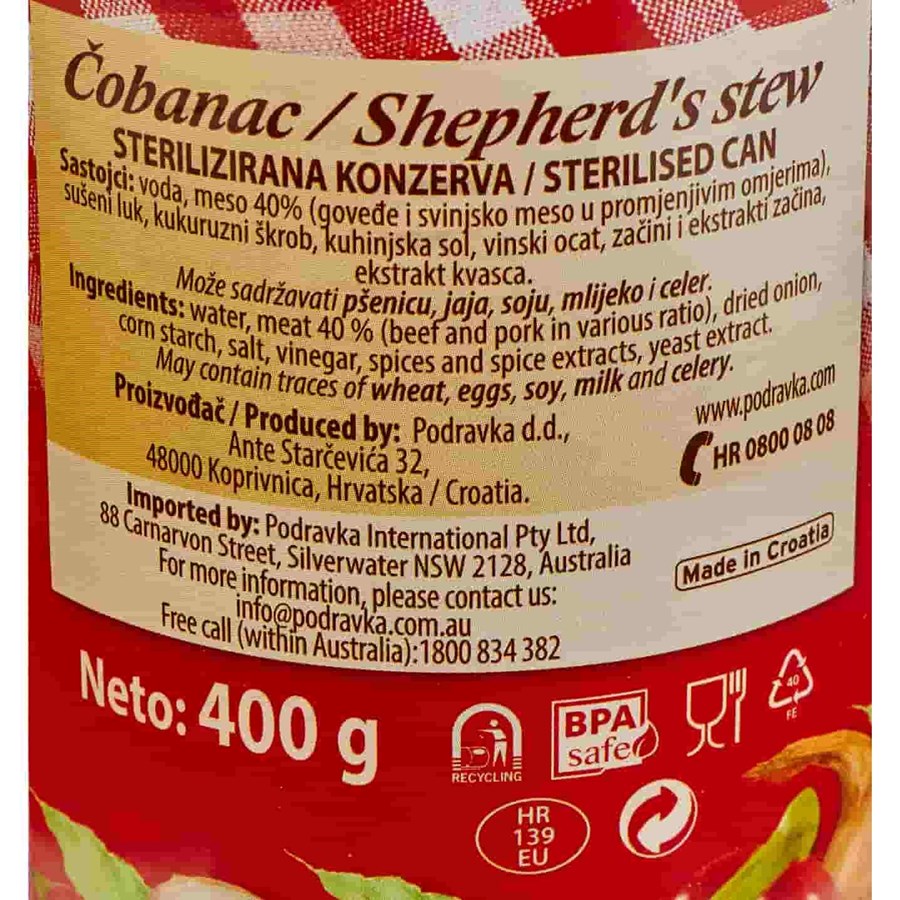 Čobanac / Shepherd's stew
STERILIZIRANA KONZERVA / STERILISED CAN
Sastojci: voda, meso 40% (goveđe i svinjsko meso u promjenjivim omjerima),
sušeni luk, kukuruzni škrob, kuhinjska sol, vinski ocat, začini i ekstrakti začina,
ekstrakt kvasca.
Može sadržavati pšenicu, jaja, soju, mlijeko i celer.
Ingredients: water, meat 40 % (beef and pork in various ratio), dried onion,
corn starch, salt, vinegar, spices and spice extracts, yeast extract.
May contain traces of wheat, eggs, soy, milk and celery.
Proizvođač / Produced by: Podravka d.d.,
Ante Starčevića 32,
48000 Koprivnica, Hrvatska / Croatia.
www.podravka.com
HR 0800 08 08
Imported by: Podravka International Pty Ltd,
88 Carnarvon Street, Silverwater NSW 2128, Australia
For more information, please contact us:
info@podravka.com.au
Free call (within Australia):1800 834 382
Made in Croatia
Neto: 400 g
RECYCLING
BPA
safe
40
FE
HR
139
EU